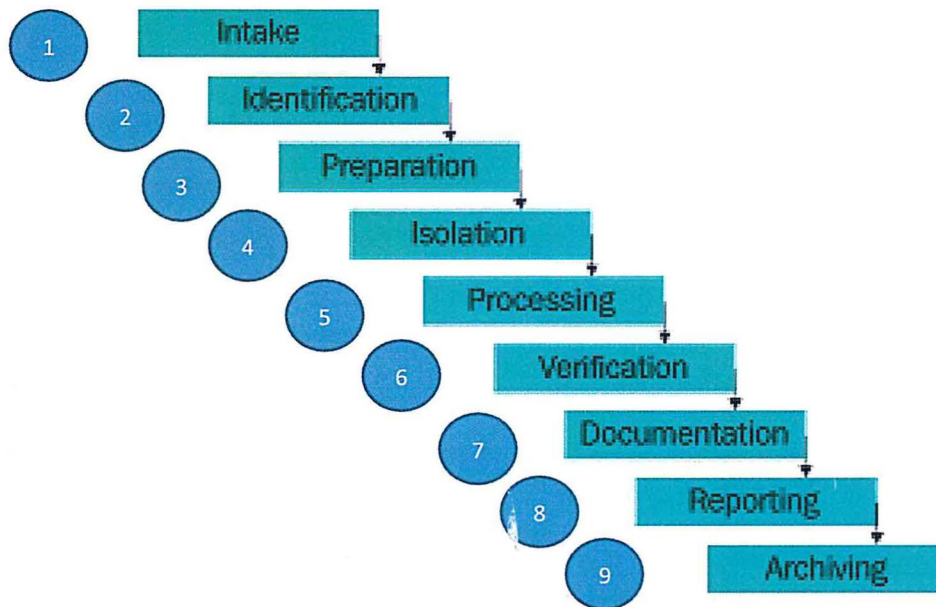 1
Intake
2
Identification
3
Preparation
4
Isolation
5
Processing
6
Verification
7
Documentation
8
Reporting
9
Archiving